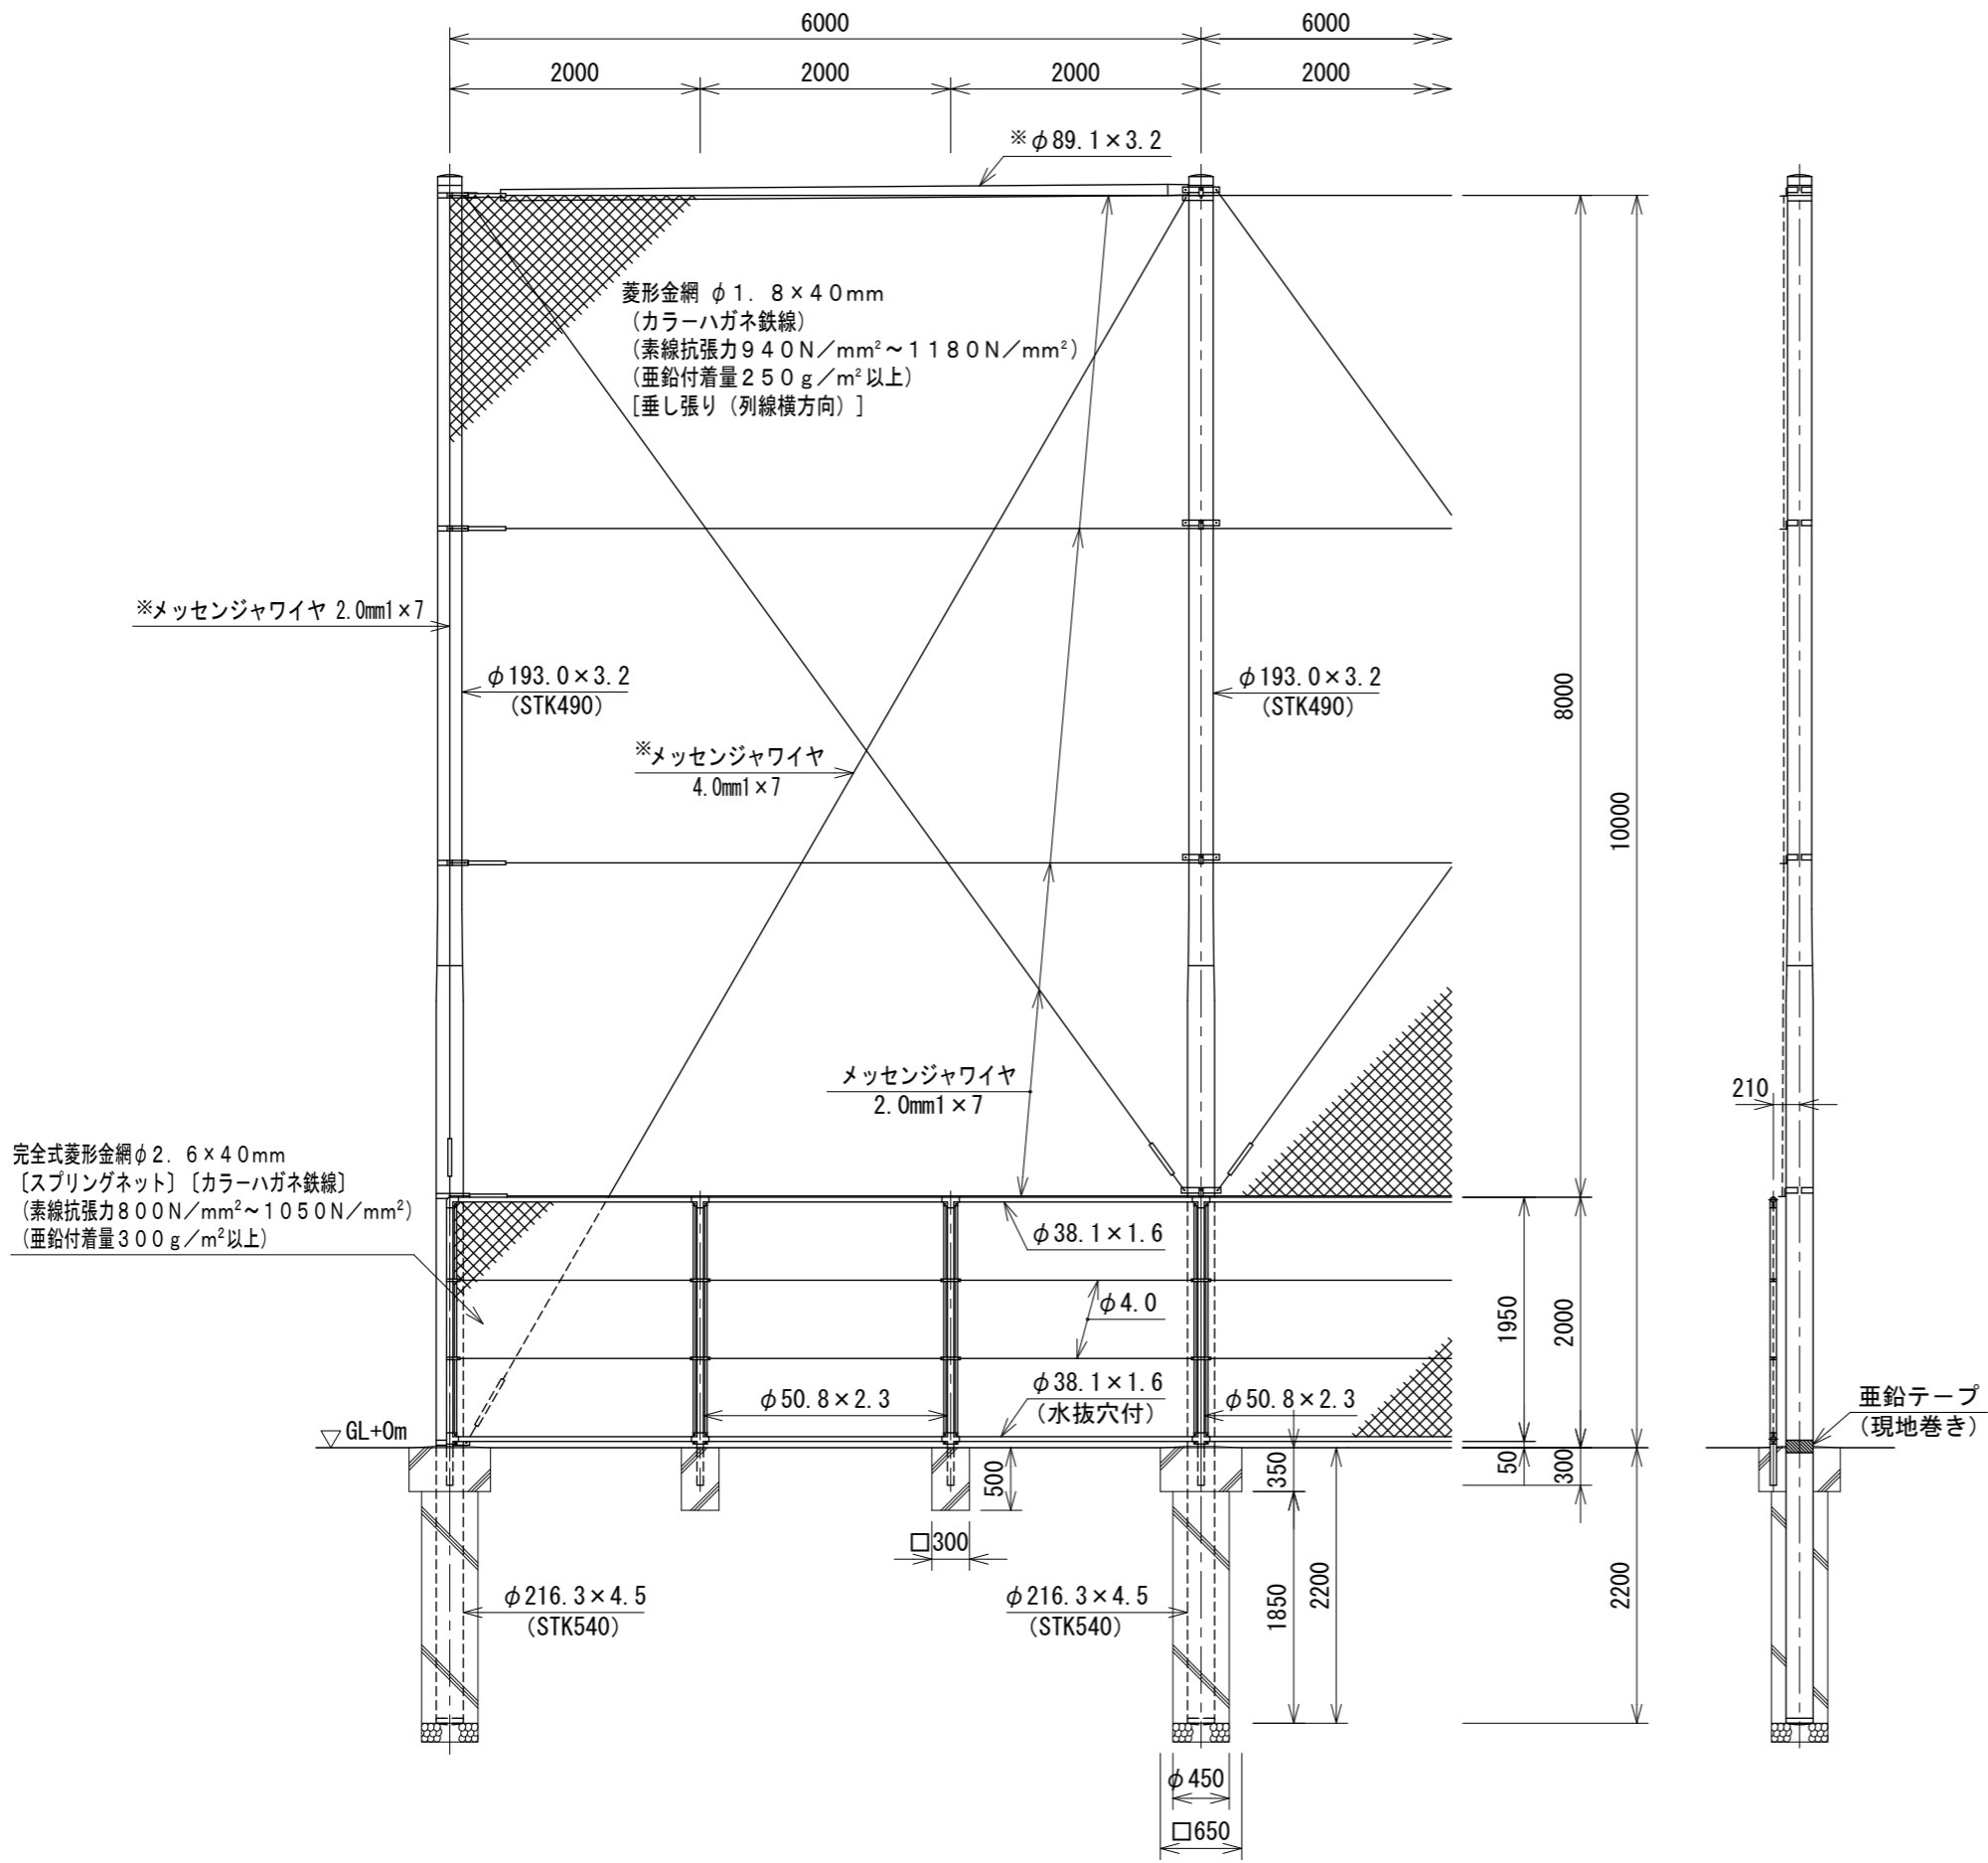 6000
6000
2000
2000
2000
2000
※φ89.1×3.2
菱形金網 φ1.8×40mm
(カラーハガネ鉄線)
(素線抗張力940N/mm²～1180N/mm²)
(亜鉛付着量250g/m²以上)
[垂し張り(列線横方向)]
※メッセンジャワイヤ 2.0mm1×7
φ193.0×3.2
(STK490)
φ193.0×3.2
(STK490)
※メッセンジャワイヤ
4.0mm1×7
8000
10000
メッセンジャワイヤ
2.0mm1×7
210
完全式菱形金網φ2.6×40mm
〔スプリングネット〕〔カラーハガネ鉄線〕
(素線抗張力800N/mm²～1050N/mm²)
(亜鉛付着量300g/m²以上)
φ38.1×1.6
φ4.0
1950
2000
φ50.8×2.3
φ38.1×1.6
(水抜穴付)
φ50.8×2.3
亜鉛テープ
(現地巻き)
▽GL+0m
500
350
50
300
□300
φ216.3×4.5
(STK540)
φ216.3×4.5
(STK540)
1850
2200
2200
φ450
□650